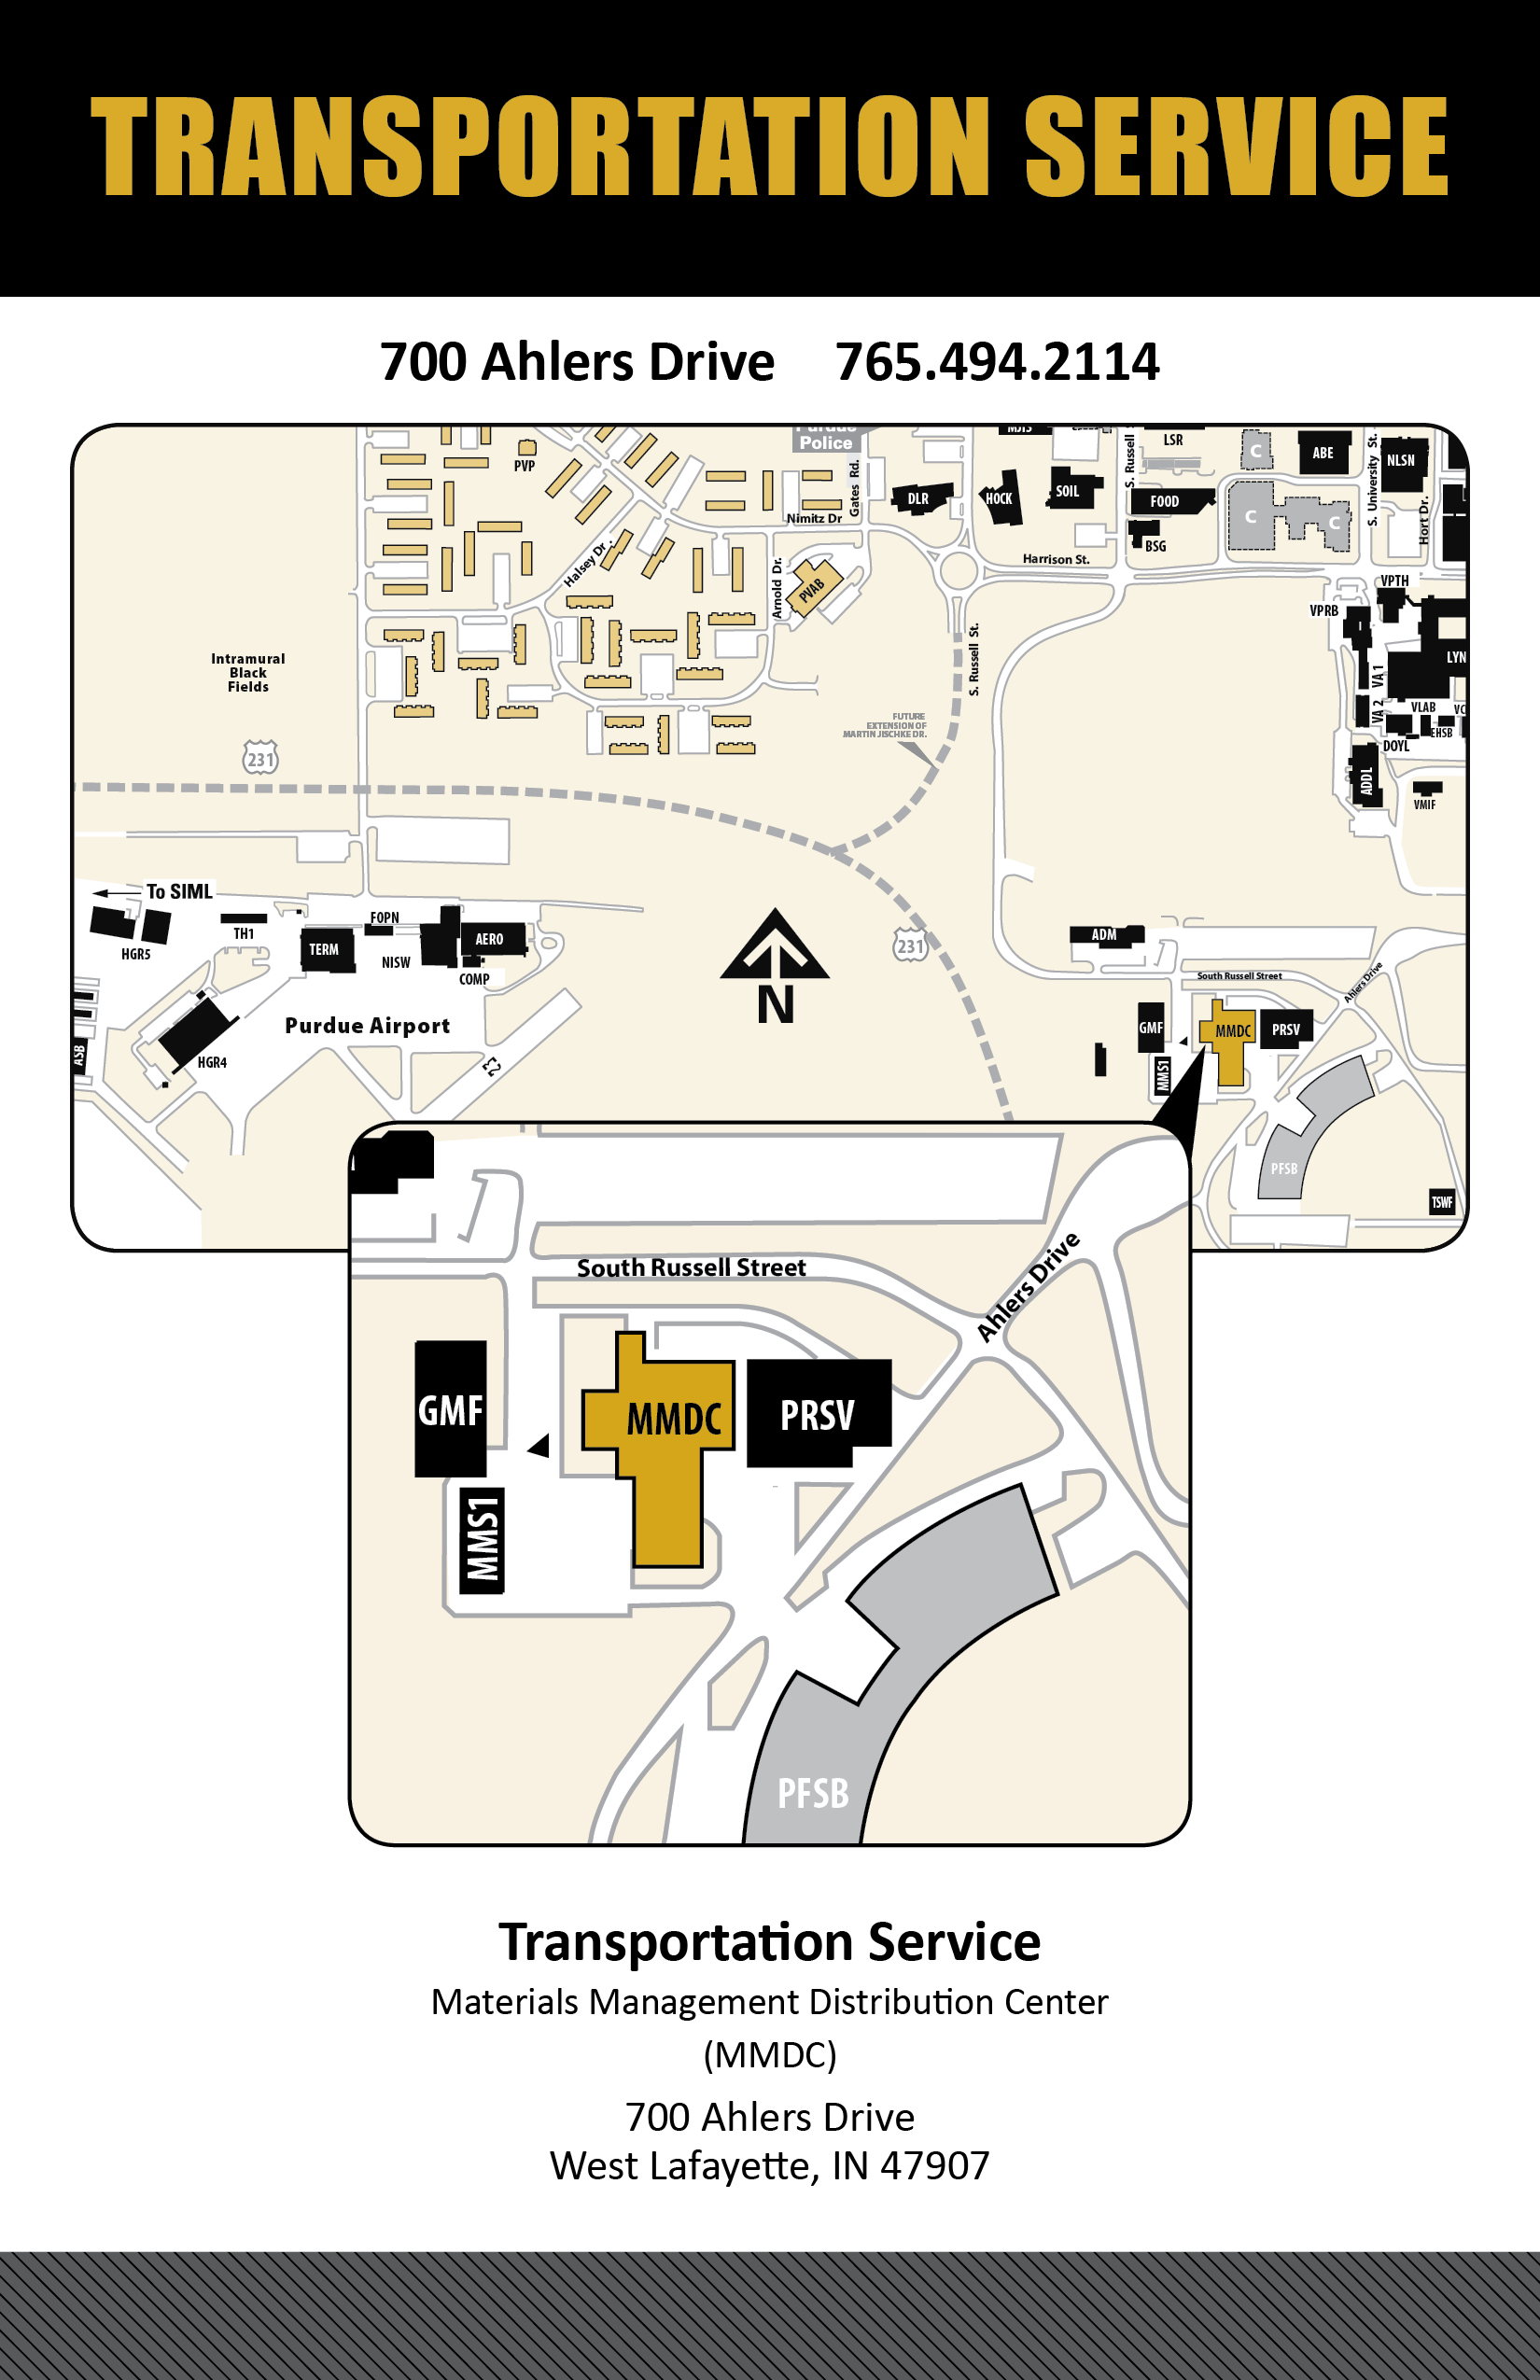 TRANSPORTATION SERVICE
700 Ahlers Drive 765.494.2114
Purdue
Police
PVP
Gates Rd.
Nimitz Dr
Halsey Dr.
Arnold Dr.
PVAB
DLR
HOCK
SOIL
S. Russell
LSR
FOOD
BSG
C
C
C
ABE
S. University St.
NLSN
Hort Dr.
Harrison St.
VPTH
VPRB
LYN
VA 1
VA 2
VLAB
VC
EHSB
DOYL
ADDL
VMIF
Intramural
Black
Fields
231
S. Russell St.
FUTURE
EXTENSION OF
MARTIN JISCHKE DR.
To SIML
HGR5
TH1
TERM
FOPN
NISW
AERO
COMP
Purdue Airport
HGR4
ASB
23
N
231
ADM
South Russell Street
Ahlers Drive
GMF
MMDC
PRSV
MMS1
PFSB
TSWF
South Russell Street
Ahlers Drive
GMF
MMDC
PRSV
MMS1
PFSB
Transportation Service
Materials Management Distribution Center
(MMDC)
700 Ahlers Drive
West Lafayette, IN 47907